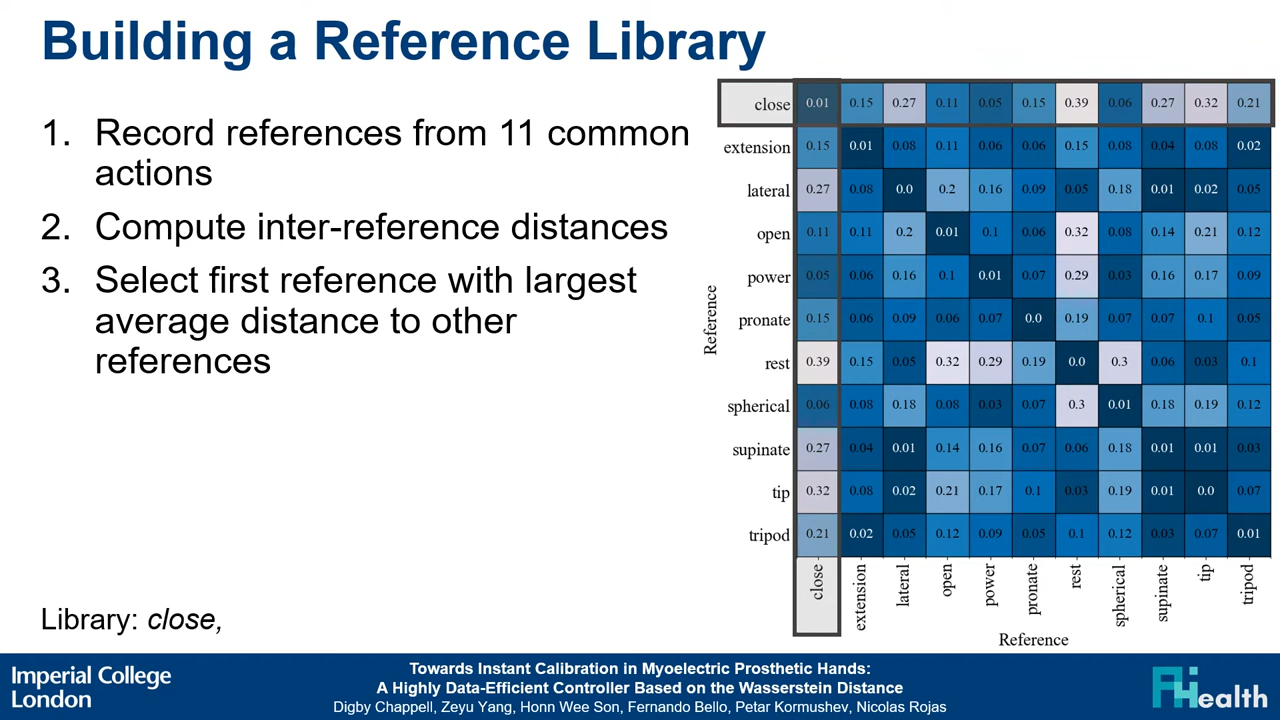 Building a Reference Library
1. Record references from 11 common
actions
2. Compute inter-reference distances
3. Select first reference with largest
average distance to other
references
Library: close,
Reference
close 0.01 0.15 0.27 0.11 0.05 0.15 0.39 0.06 0.27 0.32 0.21
extension 0.15 0.01 0.08 0.11 0.06 0.06 0.15 0.08 0.04 0.08 0.02
lateral 0.27 0.08 0.0 0.2 0.16 0.09 0.05 0.18 0.01 0.02 0.05
open 0.11 0.11 0.2 0.01 0.1 0.06 0.32 0.08 0.14 0.21 0.12
power 0.05 0.06 0.16 0.1 0.01 0.07 0.29 0.03 0.16 0.17 0.09
pronate 0.15 0.06 0.09 0.06 0.07 0.0 0.19 0.07 0.07 0.1 0.05
rest 0.39 0.15 0.05 0.32 0.29 0.19 0.0 0.3 0.06 0.03 0.1
spherical 0.06 0.08 0.18 0.08 0.03 0.07 0.3 0.01 0.18 0.19 0.12
supinate 0.27 0.04 0.01 0.14 0.16 0.07 0.06 0.18 0.01 0.01 0.03
tip 0.32 0.08 0.02 0.21 0.17 0.1 0.03 0.19 0.01 0.0 0.07
tripod 0.21 0.02 0.05 0.12 0.09 0.05 0.1 0.12 0.03 0.07 0.01
close extension lateral open power pronate rest spherical supinate tip tripod
Reference
Imperial College
London
Towards Instant Calibration in Myoelectric Prosthetic Hands:
A Highly Data-Efficient Controller Based on the Wasserstein Distance
Digby Chappell, Zeyu Yang, Honn Wee Son, Fernando Bello, Petar Kormushev, Nicolas Rojas
FHealth